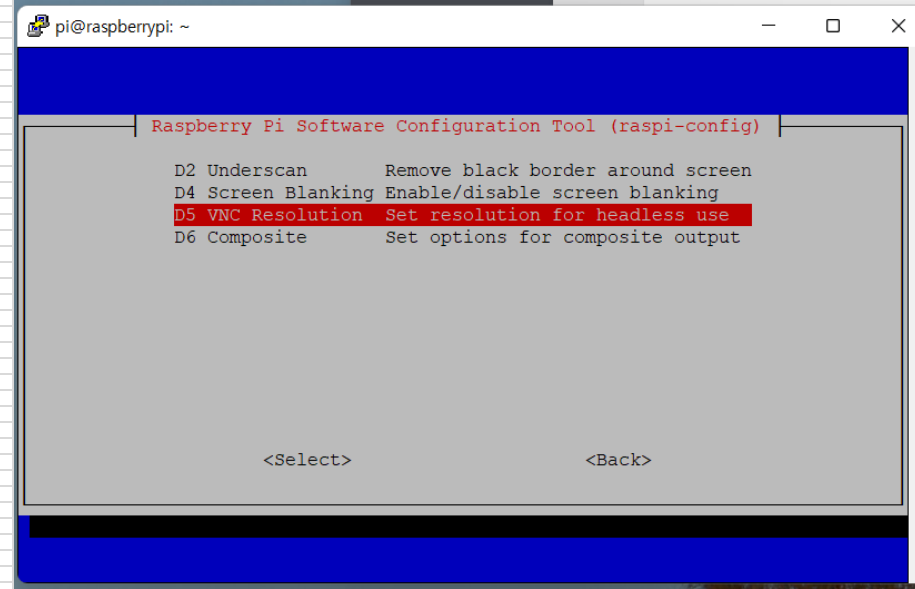 pi@raspberrypi: ~
Raspberry Pi Software Configuration Tool (raspi-config)
D2 Underscan Remove black border around screen
D4 Screen Blanking Enable/disable screen blanking
D5 VNC Resolution Set resolution for headless use
D6 Composite Set options for composite output
<Select> <Back>